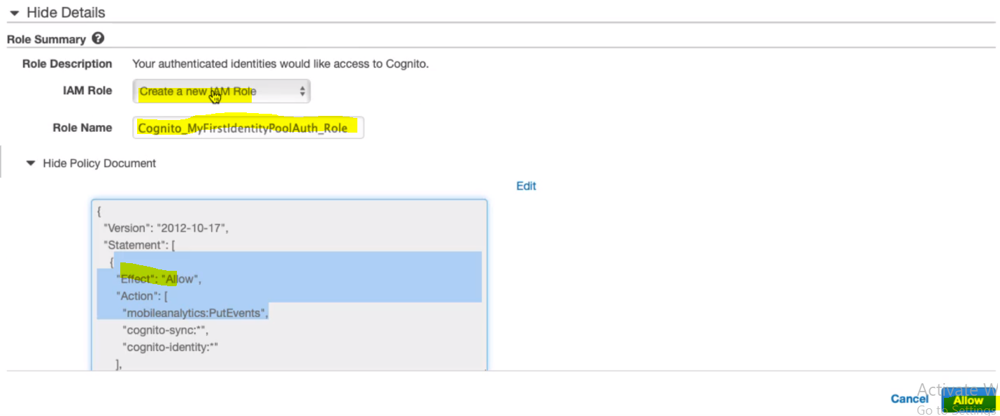 Hide Details
Role Summary
Role Description Your authenticated identities would like access to Cognito.
IAM Role Create a new IAM Role
Role Name Cognito_MyFirstIdentityPoolAuth_Role
Hide Policy Document
Edit
{
"Version": "2012-10-17",
"Statement": [
{
"Effect": "Allow",
"Action": [
"mobileanalytics:PutEvents",
"cognito-sync:*",
"cognito-identity:*"
],
Activate W
Cancel Allow
Go to Settings